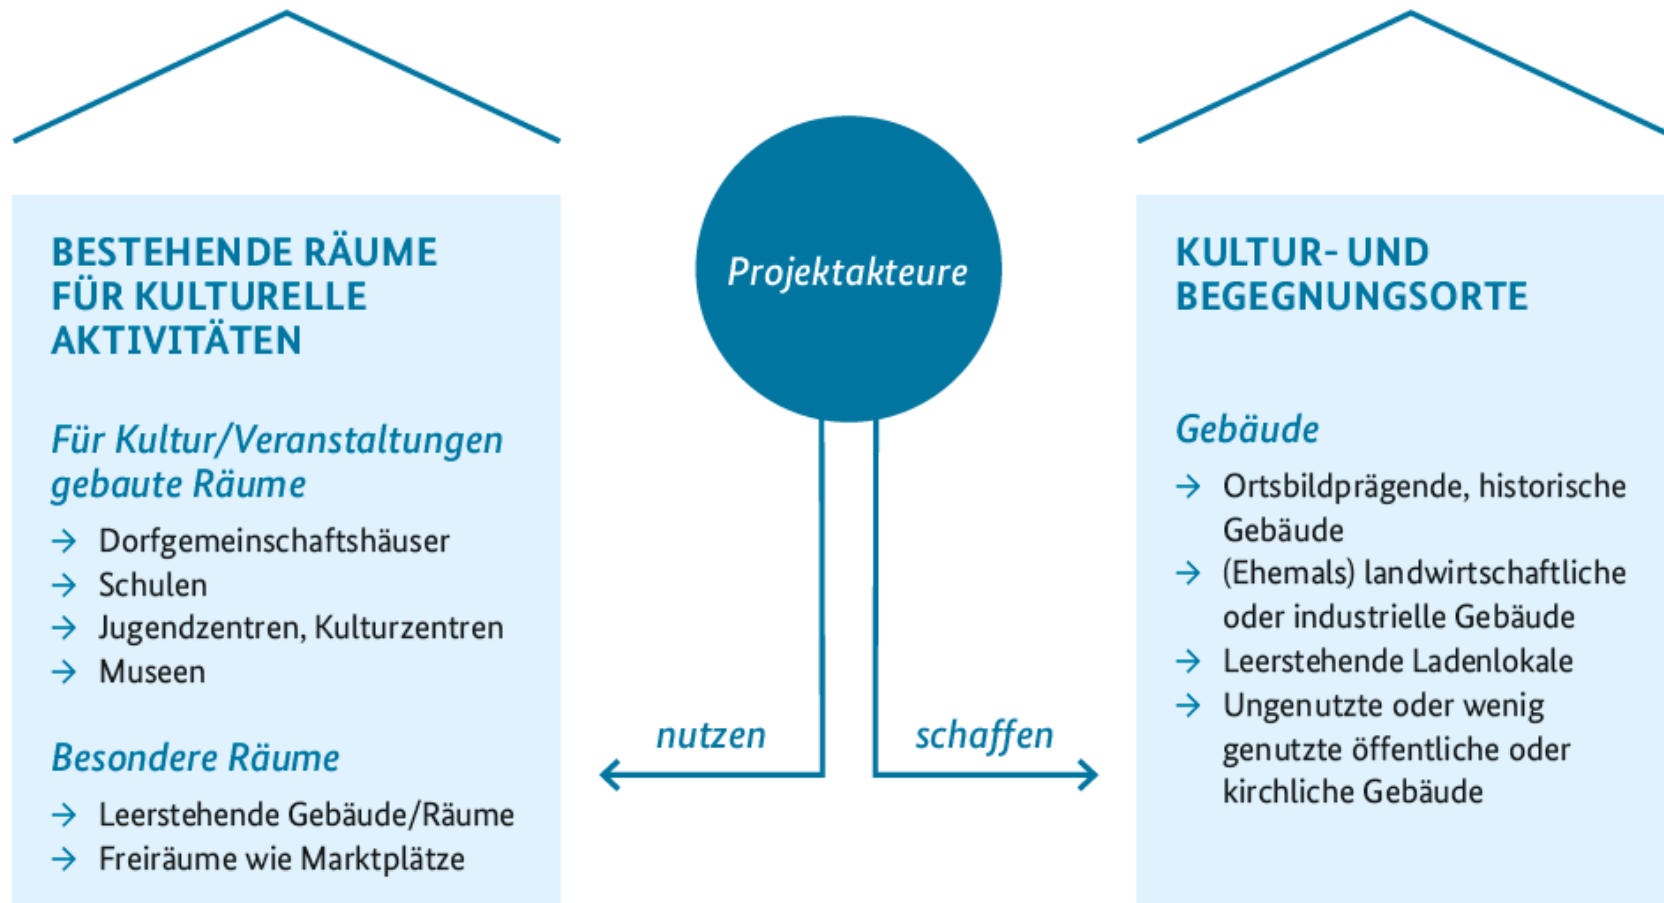 BESTEHENDE RÄUME
FÜR KULTURELLE
AKTIVITÄTEN
Für Kultur/Veranstaltungen
gebaute Räume
→ Dorfgemeinschaftshäuser
→ Schulen
→ Jugendzentren, Kulturzentren
→ Museen
Besondere Räume
→ Leerstehende Gebäude/Räume
→ Freiräume wie Marktplätze
Projektakteure
nutzen
schaffen
KULTUR- UND
BEGEGNUNGSORTE
Gebäude
→ Ortsbildprägende, historische
Gebäude
→ (Ehemals) landwirtschaftliche
oder industrielle Gebäude
→ Leerstehende Ladenlokale
→ Ungenutzte oder wenig
genutzte öffentliche oder
kirchliche Gebäude